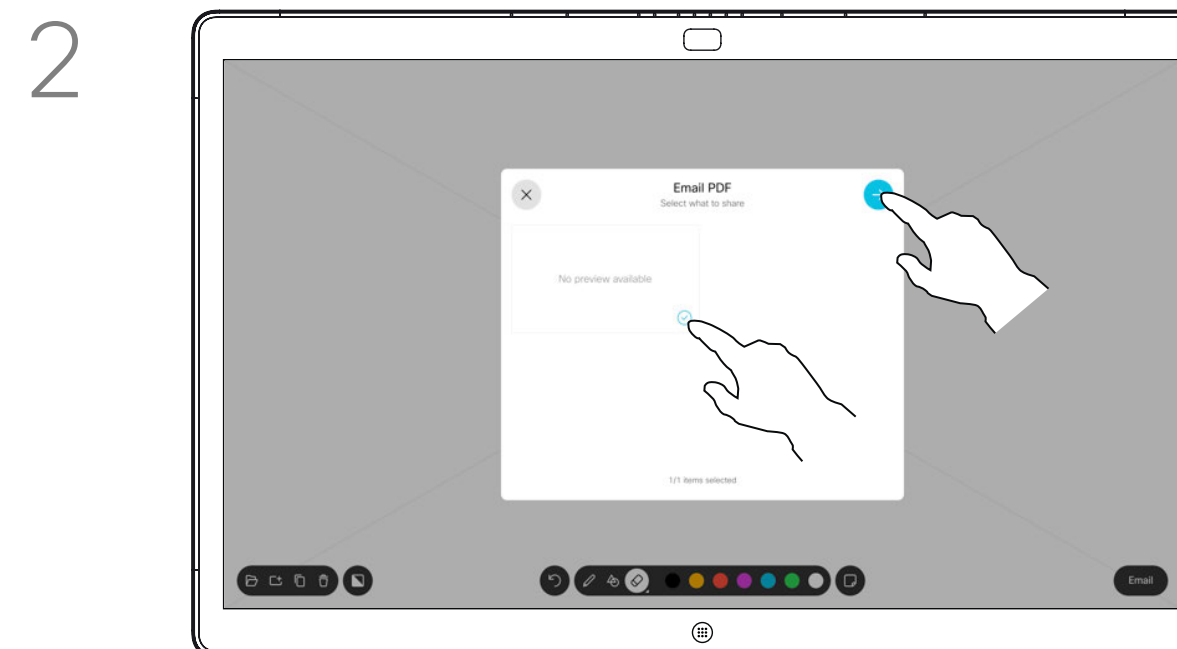 2
Email PDF
Select what to share
No preview available
1/1 items selected
Email